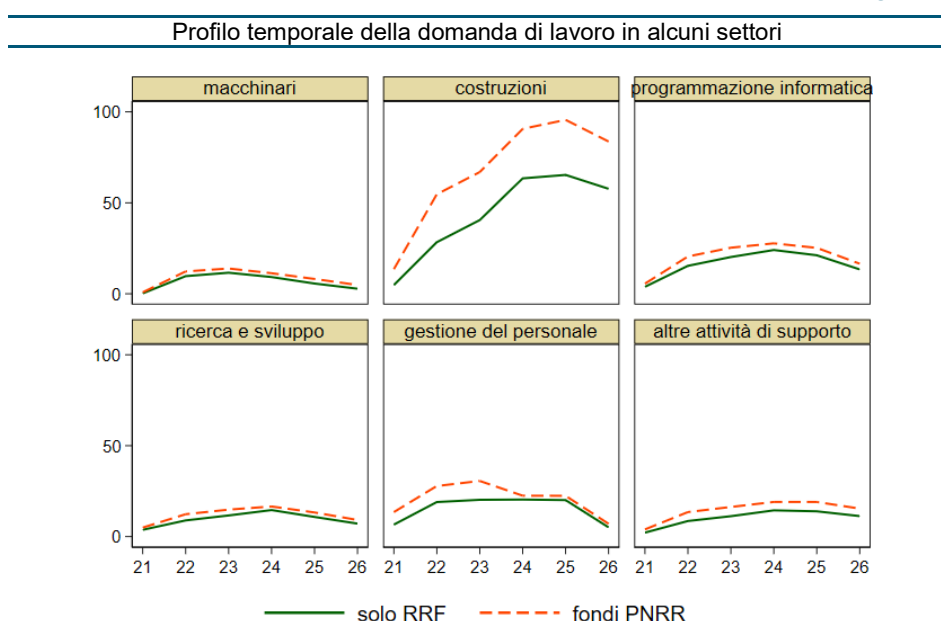 Profilo temporale della domanda di lavoro in alcuni settori
macchinari
costruzioni
programmazione informatica
100
50
0
ricerca e sviluppo
gestione del personale
altre attività di supporto
100
50
0
21 22 23 24 25 26
21 22 23 24 25 26
21 22 23 24 25 26
solo RRF
fondi PNRR